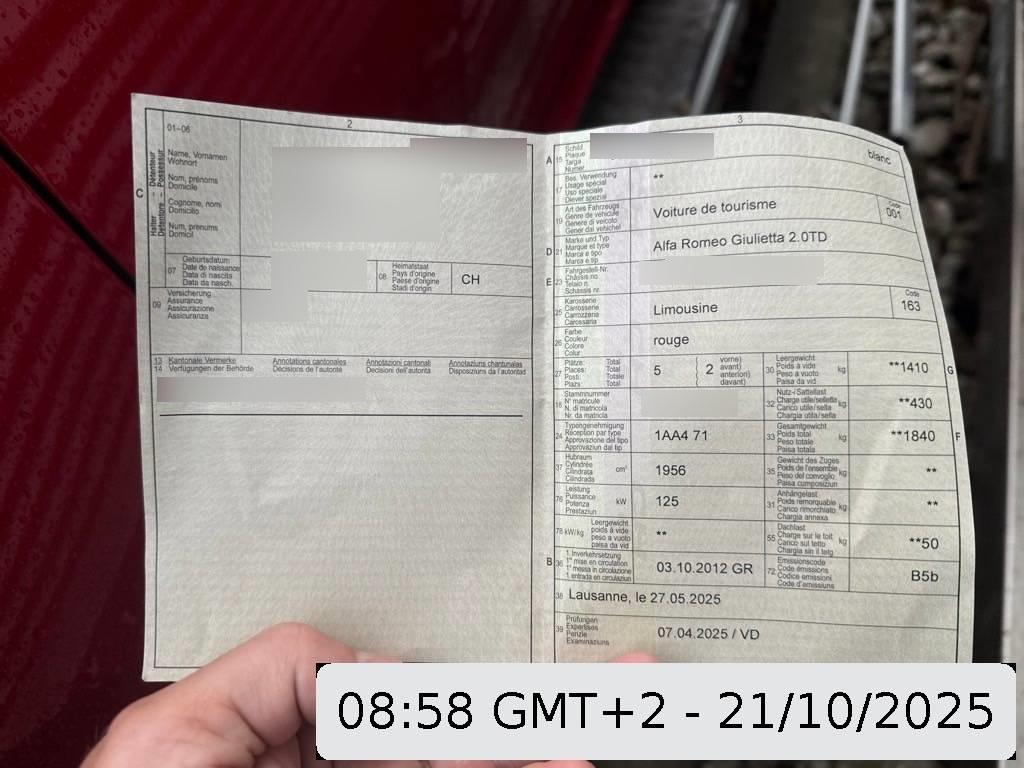 2
01-06
C
Halter – Détenteur
Detentore – Possessur
Name, Vornamen
Wohnort
Nom, prénoms
Domicile
Cognome, nomi
Domicilio
Num, prenums
Domicil
07
Geburtsdatum
Date de naissance
Data di nascita
Data da nasch.
08
Heimatstaat
Pays d'origine
Paese d'origine
Stadi d'origin
CH
09
Versicherung
Assurance
Assicurazione
Assicuranza
13
14
Kantonale Vermerke
Verfügungen der Behörde
Annotations cantonales
Décisions de l'autorité
Annotazioni cantonali
Decisioni dell'autorità
Annotaziuns chantunalas
Disposiziuns da l'autoritad
3
A
15
Schild
Plaque
Targa
Numer
blanc
17
Bes. Verwendung
Usage spécial
Uso speciale
Diever spezial
**
19
Art des Fahrzeugs
Genre de véhicule
Genere di veicolo
Gener dal vehichel
Voiture de tourisme
Code
001
D
21
Marke und Typ
Marque et type
Marca e tipo
Marca e tip
Alfa Romeo Giulietta 2.0TD
E
23
Fahrgestell-Nr.
Châssis no
Telaio n.
Schassis nr.
25
Karosserie
Carrosserie
Carrozzeria
Carossaria
Limousine
Code
163
26
Farbe
Couleur
Colore
Colur
rouge
27
Plätze: Total
Places: Total
Posti: Totale
Plazs: Total
5
2
vorne)
avant)
anteriori)
davant)
30
Leergewicht
Poids à vide
Peso a vuoto
Paisa da vid
kg
**1410
G
18
Stammnummer
N° matricule
N. di matricola
Nr. da matricla
32
Nutz-/Sattellast
Charge utile/sellette
Carico utile/sella
Chargia utila/sella
kg
**430
24
Typengenehmigung
Réception par type
Approvazione del tipo
Approvaziun dal tip
1AA4 71
33
Gesamtgewicht
Poids total
Peso totale
Paisa totala
kg
**1840
F
37
Hubraum
Cylindrée
Cilindrata
Cilindrada
cm³
1956
35
Gewicht des Zuges
Poids de l'ensemble
Peso del convoglio
Paisa cumposiziun
kg
**
76
Leistung
Puissance
Potenza
Prestaziun
kW
125
31
Anhängelast
Poids remorquable
Carico rimorchiato
Chargia annexa
kg
**
78 kW/kg
Leergewicht
poids à vide
peso a vuoto
paisa da vid
**
55
Dachlast
Charge sur le toit
Carico sul tetto
Chargia sin il tetg
kg
**50
B
36
1. Inverkehrsetzung
1re mise en circulation
1a messa in circolazione
1. entrada en circulaziun
03.10.2012 GR
72
Emissionscode
Code émissions
Codice emissioni
Code d'emissiuns
B5b
38
Lausanne, le 27.05.2025
39
Prüfungen
Expertises
Perizie
Examinaziuns
07.04.2025 / VD
08:58 GMT+2 - 21/10/2025